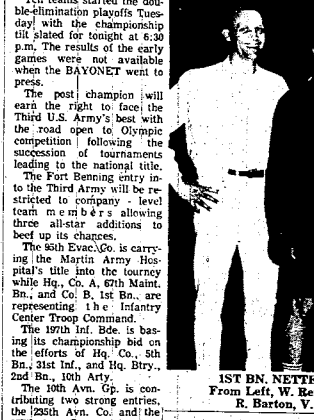 Ten teams started the dou-
ble-elimination playoffs Tues-
day with the championship
tilt slated for tonight at 6:30
p.m. The results of the early
games were not available
when the BAYONET went to
press.
The post champion will
earn the right to face the
Third U.S. Army's best with
the road open to Olympic
competition following the
succession of tournaments
leading to the national title.
The Fort Benning entry in-
to the Third Army will be re-
stricted to company - level
team members allowing
three all-star additions to
beef up its chances.
The 95th Evac. Co. is carry-
ing the Martin Army Hos-
pital's title into the tourney
while Hq., Co. A, 67th Maint.
Bn., and Co. B, 1st Bn., are
representing the Infantry
Center Troop Command.
The 197th Inf. Bde. is bas-
ing its championship bid on
the efforts of Hq. Co., 5th
Bn., 31st Inf., and Hq. Btry.,
2nd Bn., 10th Arty.
The 10th Avn. Gp. is con-
tributing two strong entries,
the 235th Avn. Co. and the
1ST BN. NETTE
From Left, W. Re
R. Barton, V